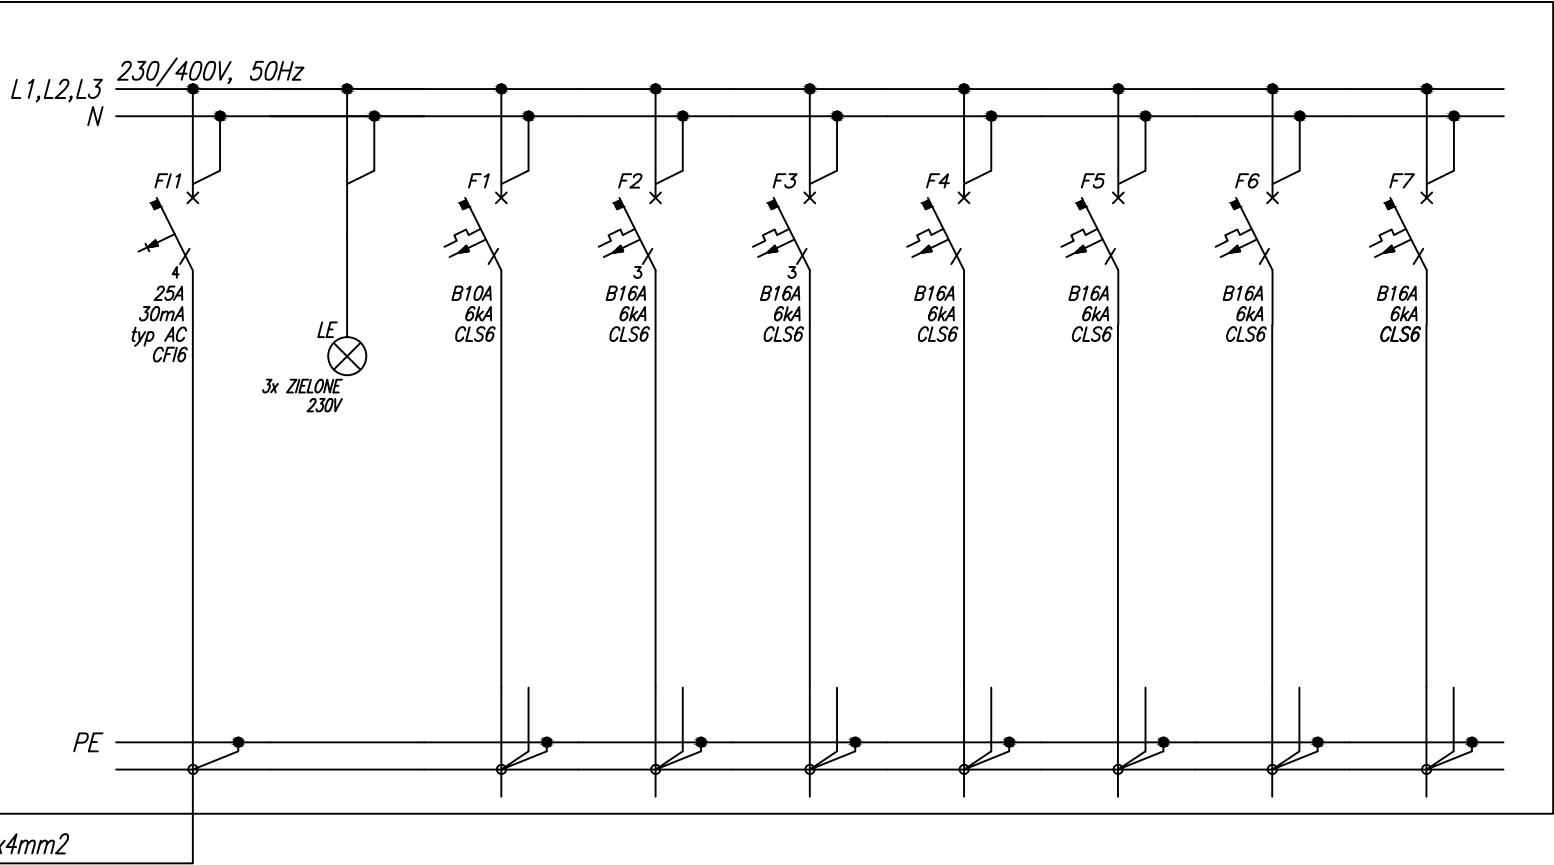 230/400V, 50Hz
L1,L2,L3
N
FI1
F1
F2
F3
F4
F5
F6
F7
4
25A
30mA
typ AC
CFI6
LE
3x ZIELONE
230V
B10A
6kA
CLS6
3
B16A
6kA
CLS6
3
B16A
6kA
CLS6
B16A
6kA
CLS6
B16A
6kA
CLS6
B16A
6kA
CLS6
B16A
6kA
CLS6
PE
x4mm2